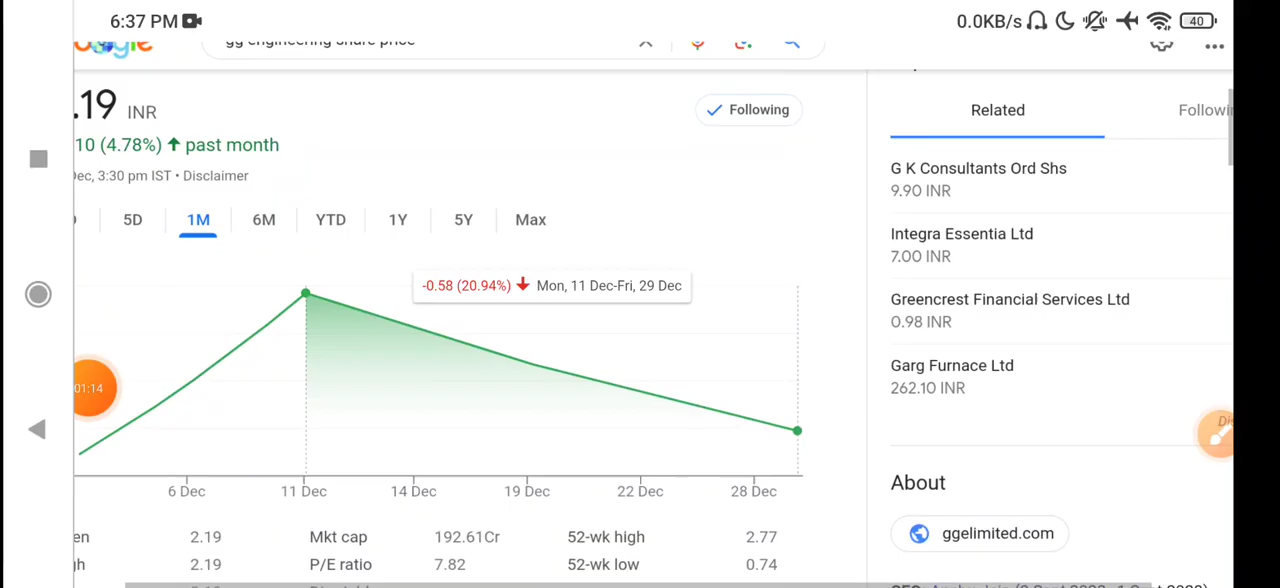 6:37 PM
0.0KB/s
40
Google
gg engineering share price
.19 INR
Following
10 (4.78%) past month
Dec, 3:30 pm IST • Disclaimer
5D
1M
6M
YTD
1Y
5Y
Max
-0.58 (20.94%) Mon, 11 Dec-Fri, 29 Dec
01:14
6 Dec
11 Dec
14 Dec
19 Dec
22 Dec
28 Dec
en 2.19 Mkt cap 192.61Cr 52-wk high 2.77
gh 2.19 P/E ratio 7.82 52-wk low 0.74
Related
Followin
G K Consultants Ord Shs
9.90 INR
Integra Essentia Ltd
7.00 INR
Greencrest Financial Services Ltd
0.98 INR
Garg Furnace Ltd
262.10 INR
Dis
About
ggelimited.com